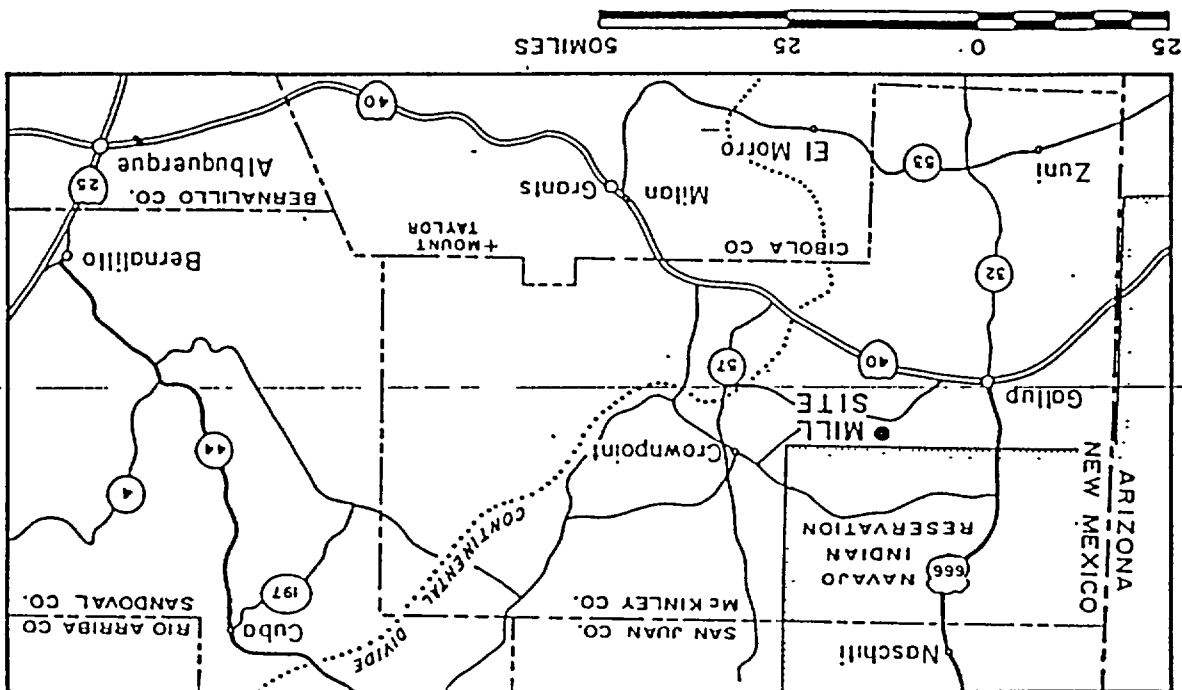 Naschiti
SAN JUAN CO.
McKINLEY CO.
RIO ARRIBA CO.
SANDOVAL CO.
CONTINENTAL
DIVIDE
Cuba
197
666
NAVAJO
INDIAN
RESERVATION
ARIZONA
NEW MEXICO
4
44
Crownpoint
MILL
SITE
Gallup
57
40
32
Bernalillo
CIBOLA CO
+MOUNT
TAYLOR
BERNALILLO CO.
25
Milan
Grants
Zuni
53
El Morro
Albuquerque
40
25 0 25 50MILES